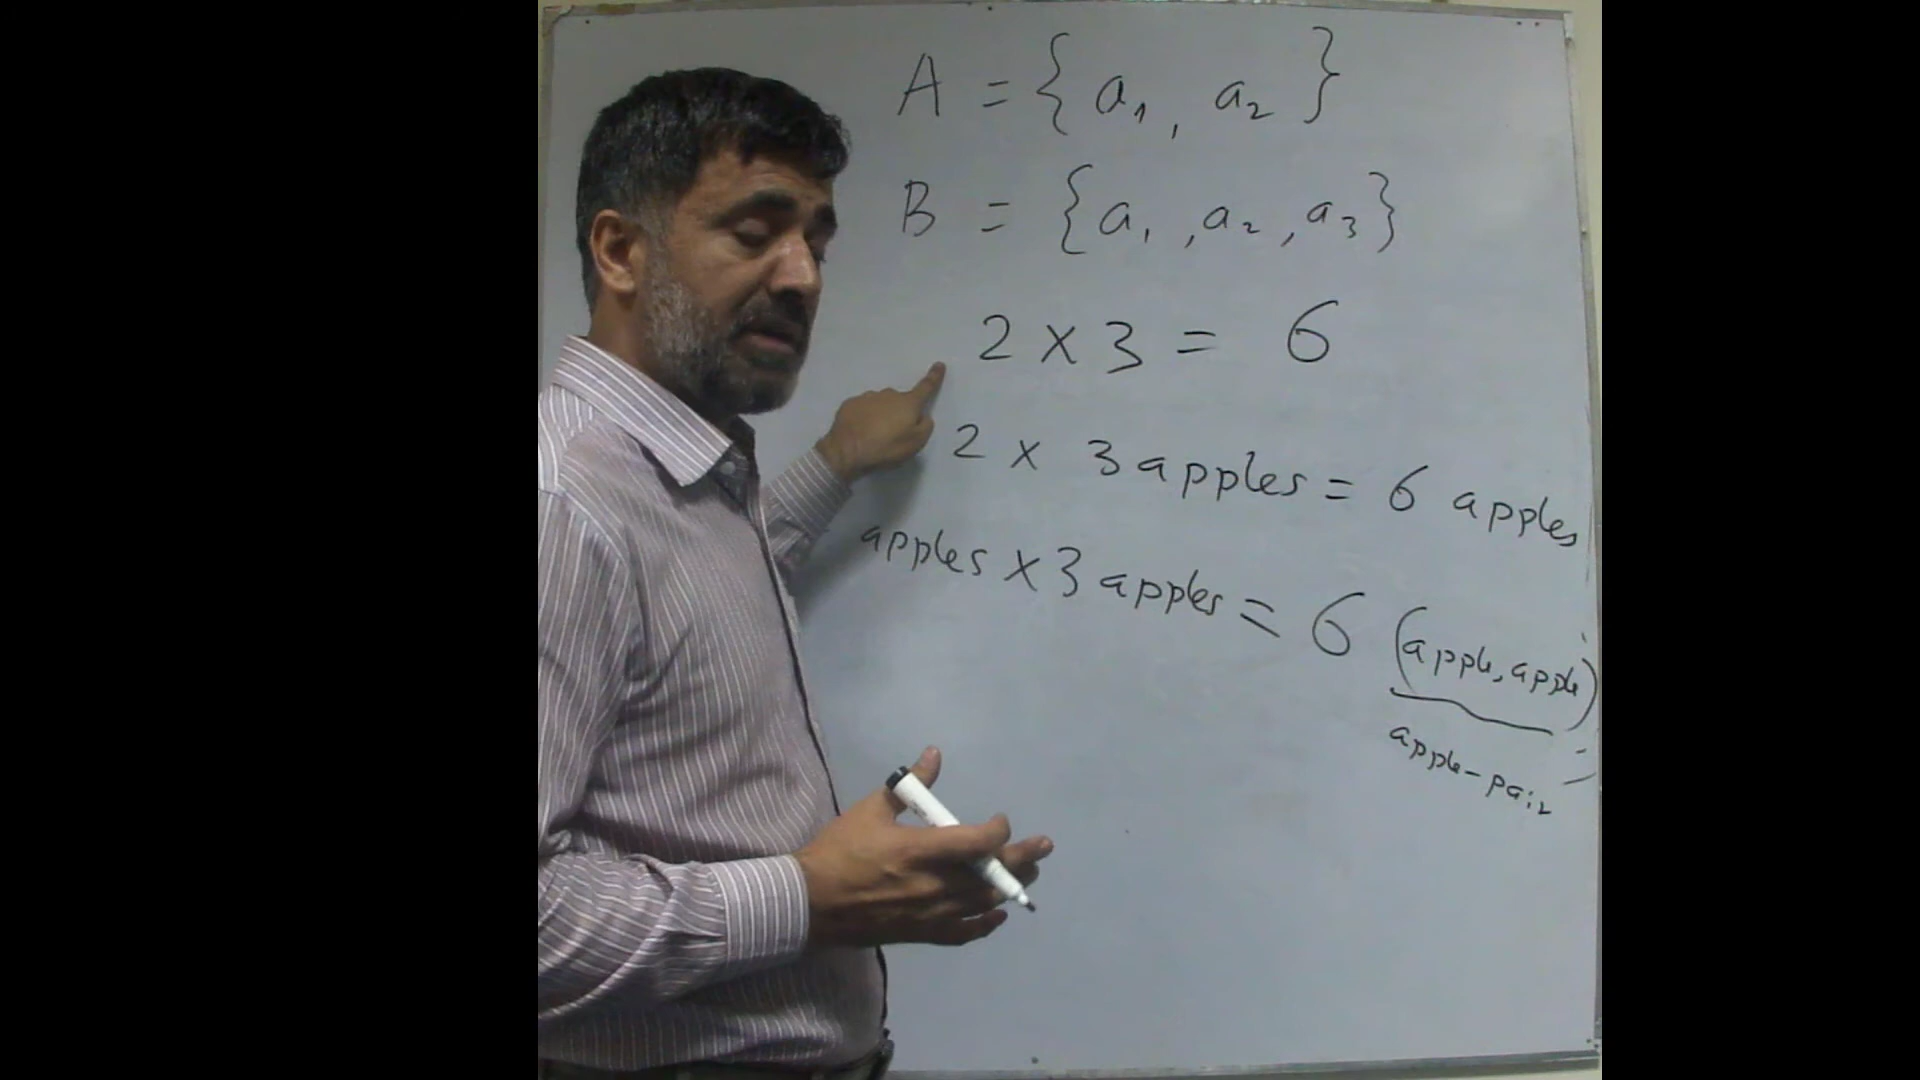 A = { a1, a2 }
B = { a1, a2, a3 }
2 x 3 = 6
2 x 3 apples = 6 apples
apples x 3 apples = 6 (apple, apple)
apple-pair